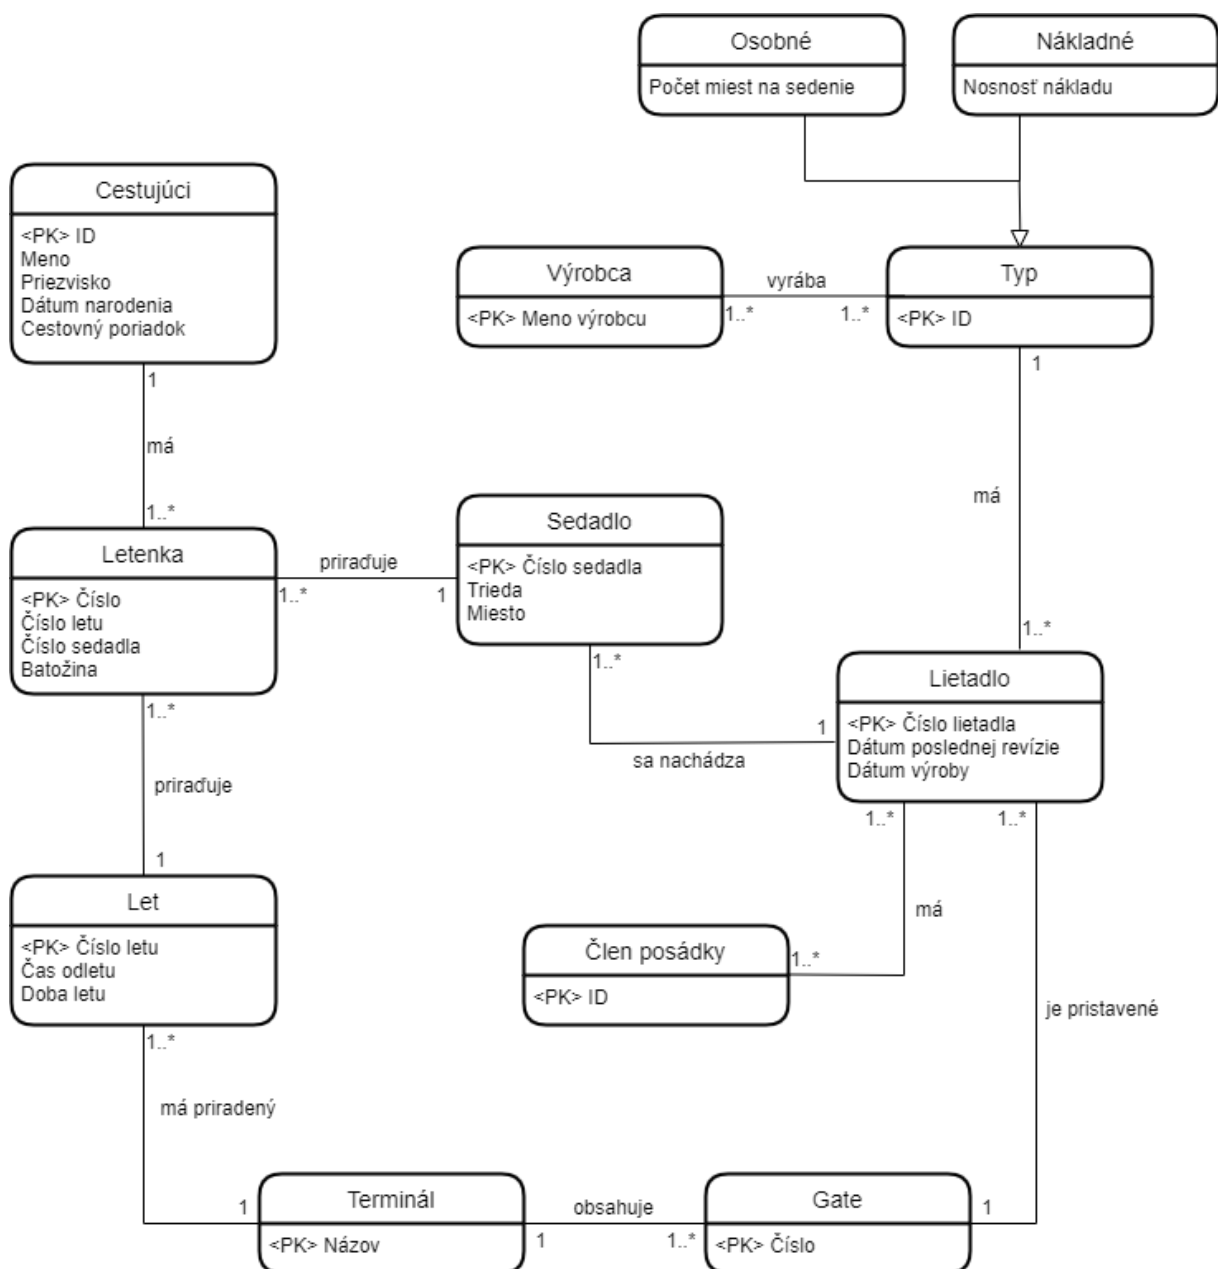 Osobné
Počet miest na sedenie
Nákladné
Nosnosť nákladu
Cestujúci
<PK> ID
Meno
Priezvisko
Dátum narodenia
Cestovný poriadok
Výrobca
<PK> Meno výrobcu
vyrába
1..*
1..*
Typ
<PK> ID
1
1
má
má
1..*
Letenka
<PK> Číslo
Číslo letu
Číslo sedadla
Batožina
priraďuje
1..*
1
Sedadlo
<PK> Číslo sedadla
Trieda
Miesto
1..*
1..*
Lietadlo
<PK> Číslo lietadla
Dátum poslednej revízie
Dátum výroby
1
sa nachádza
1..*
priraďuje
1
1..*
1..*
Let
<PK> Číslo letu
Čas odletu
Doba letu
má
Člen posádky
<PK> ID
1..*
je pristavené
1..*
má priradený
1
Terminál
<PK> Názov
obsahuje
1
1..*
Gate
<PK> Číslo
1